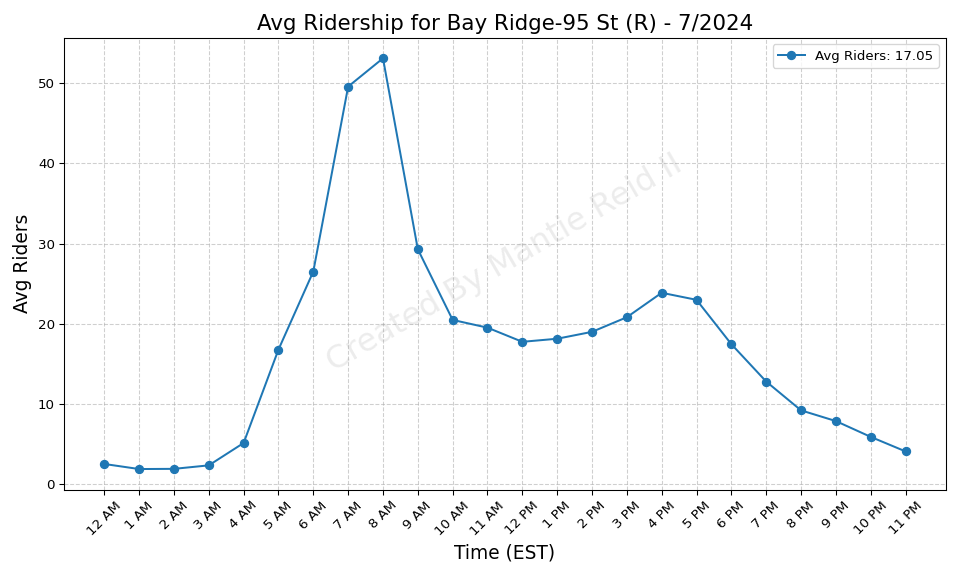 Avg Ridership for Bay Ridge-95 St (R) - 7/2024
Avg Riders: 17.05
50
40
30
20
10
0
Avg Riders
Created By Mantie Reid II
12 AM
1 AM
2 AM
3 AM
4 AM
5 AM
6 AM
7 AM
8 AM
9 AM
10 AM
11 AM
12 PM
1 PM
2 PM
3 PM
4 PM
5 PM
6 PM
7 PM
8 PM
9 PM
10 PM
11 PM
Time (EST)